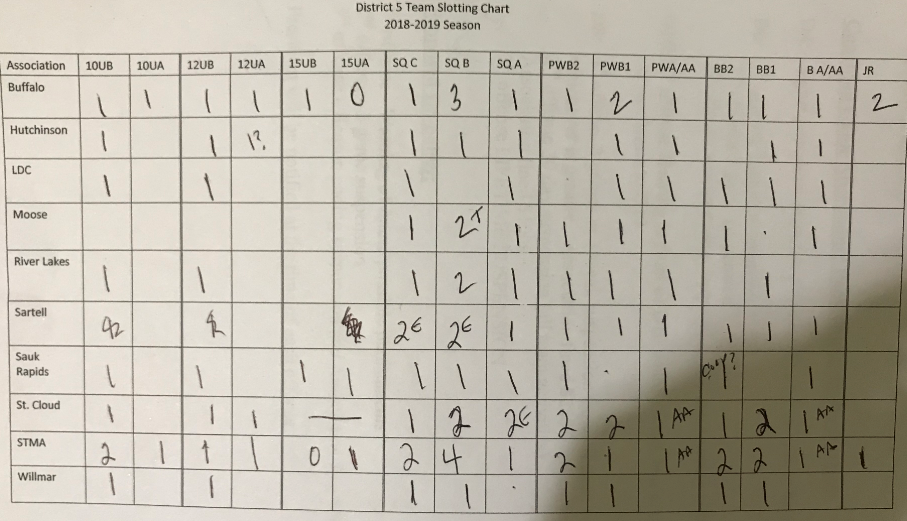 District 5 Team Slotting Chart
2018-2019 Season
Association 10UB 10UA 12UB 12UA 15UB 15UA SQ C SQ B SQ A PWB2 PWB1 PWA/AA BB2 BB1 B A/AA JR
Buffalo 1 1 1 1 1 0 1 3 1 1 2 1 1 1 1 2
Hutchinson 1 1 1? 1 1 1 1 1 1 1
LDC 1 1 1 1 1 1 1 1 1
Moose 1 2T 1 1 1 1 1 1
River Lakes 1 1 1 2 1 1 1 1 1
Sartell 2E 2E 1 1 1 1 1 1 1
Sauk
Rapids 1 1 1 1 1 1 1 1 1 1
St. Cloud 1 1 1 — 1 2 2E 2 2 1 AA 1 2 1 AA
STMA 2 1 1 1 0 1 2 4 1 2 1 1 AA 2 2 1 AA 1
Willmar 1 1 1 1 1 1 1 1